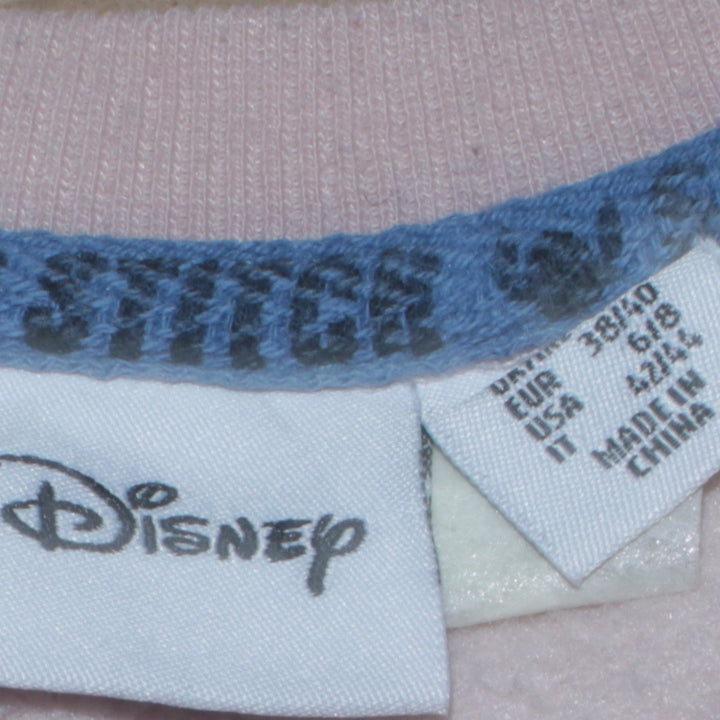 STITCH
Disney
EUR 38/40
USA 6/8
IT 42/44
MADE IN
CHINA